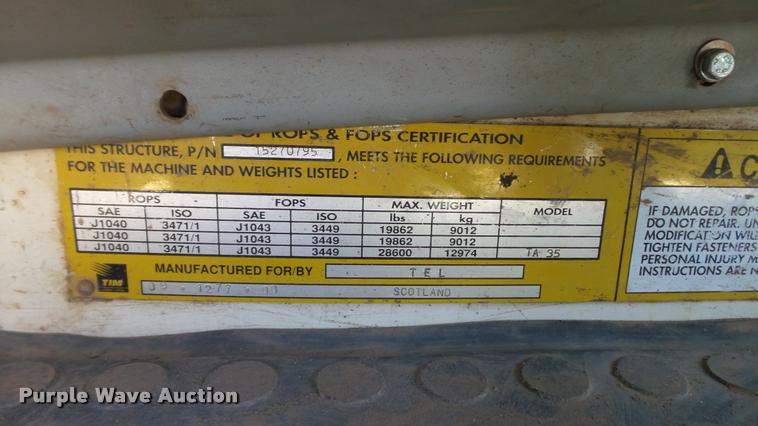 OF ROPS & FOPS CERTIFICATION
THIS STRUCTURE, P/N 15270795 , MEETS THE FOLLOWING REQUIREMENTS
FOR THE MACHINE AND WEIGHTS LISTED :
ROPS FOPS MAX. WEIGHT MODEL
SAE ISO SAE ISO lbs kg
J1040 3471/1 J1043 3449 19862 9012
J1040 3471/1 J1043 3449 19862 9012
J1040 3471/1 J1043 3449 28600 12974 TA 35
TIM
MANUFACTURED FOR/BY TEL
SCOTLAND
IF DAMAGED, ROPS
DO NOT REPAIR. UN
MODIFICATION WILL
TIGHTEN FASTENERS
PERSONAL INJURY M
INSTRUCTIONS ARE N
Purple Wave Auction